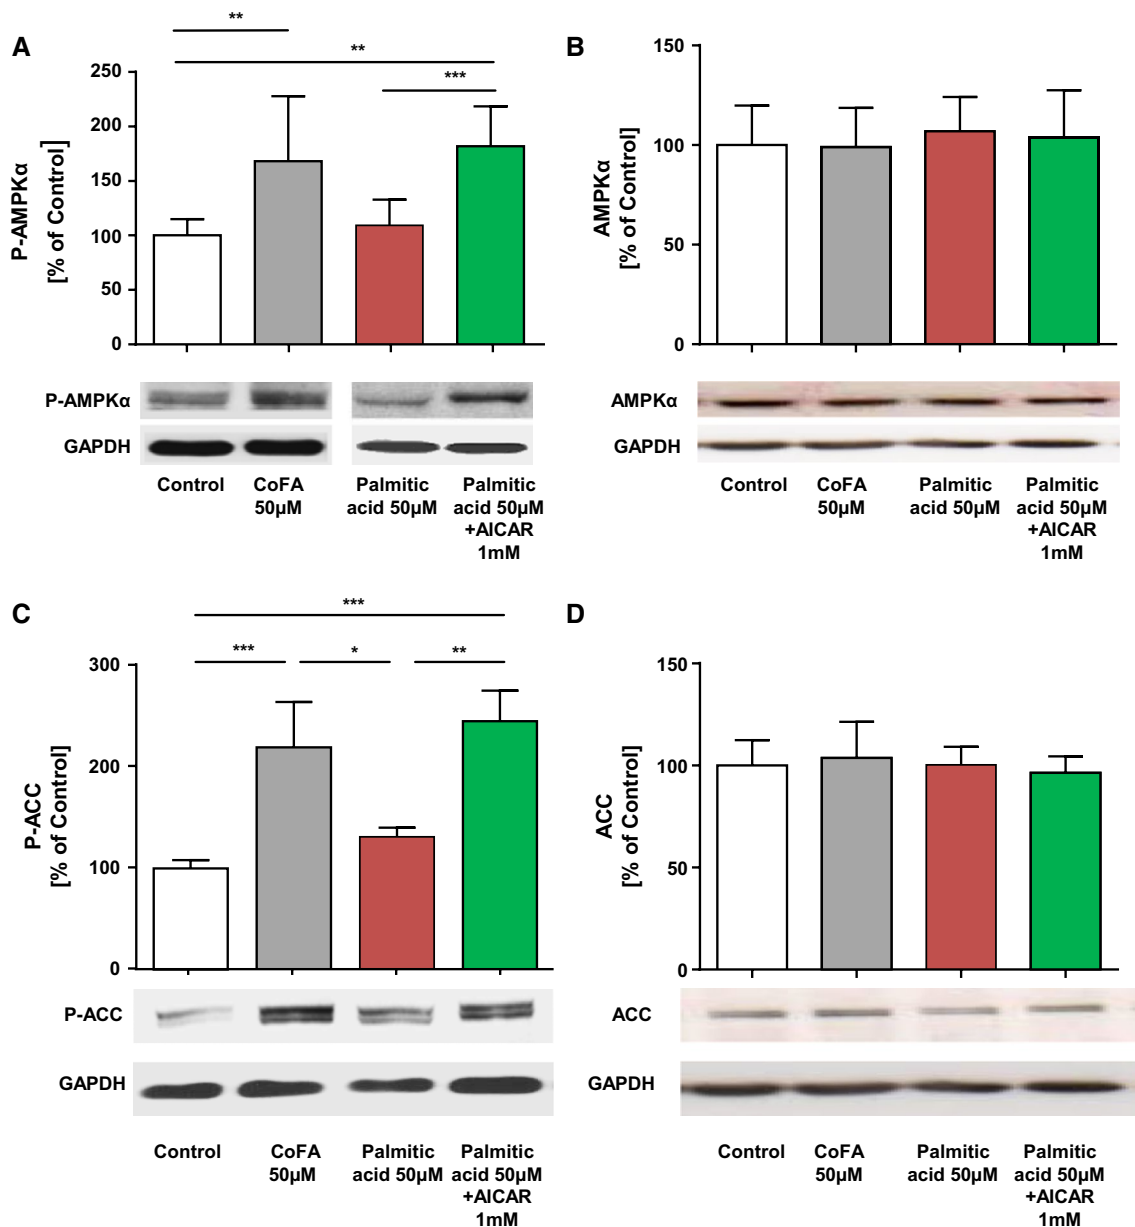 A
**
**
***
P-AMPKα
[% of Control]
250
200
150
100
50
0
P-AMPKα
GAPDH
Control
CoFA
50µM
Palmitic
acid 50µM
Palmitic
acid 50µM
+AICAR
1mM
B
AMPKα
[% of Control]
150
100
50
0
AMPKα
GAPDH
Control
CoFA
50µM
Palmitic
acid 50µM
Palmitic
acid 50µM
+AICAR
1mM
C
***
***
*
**
P-ACC
[% of Control]
300
200
100
0
P-ACC
GAPDH
Control
CoFA
50µM
Palmitic
acid 50µM
Palmitic
acid 50µM
+AICAR
1mM
D
ACC
[% of Control]
150
100
50
0
ACC
GAPDH
Control
CoFA
50µM
Palmitic
acid 50µM
Palmitic
acid 50µM
+AICAR
1mM